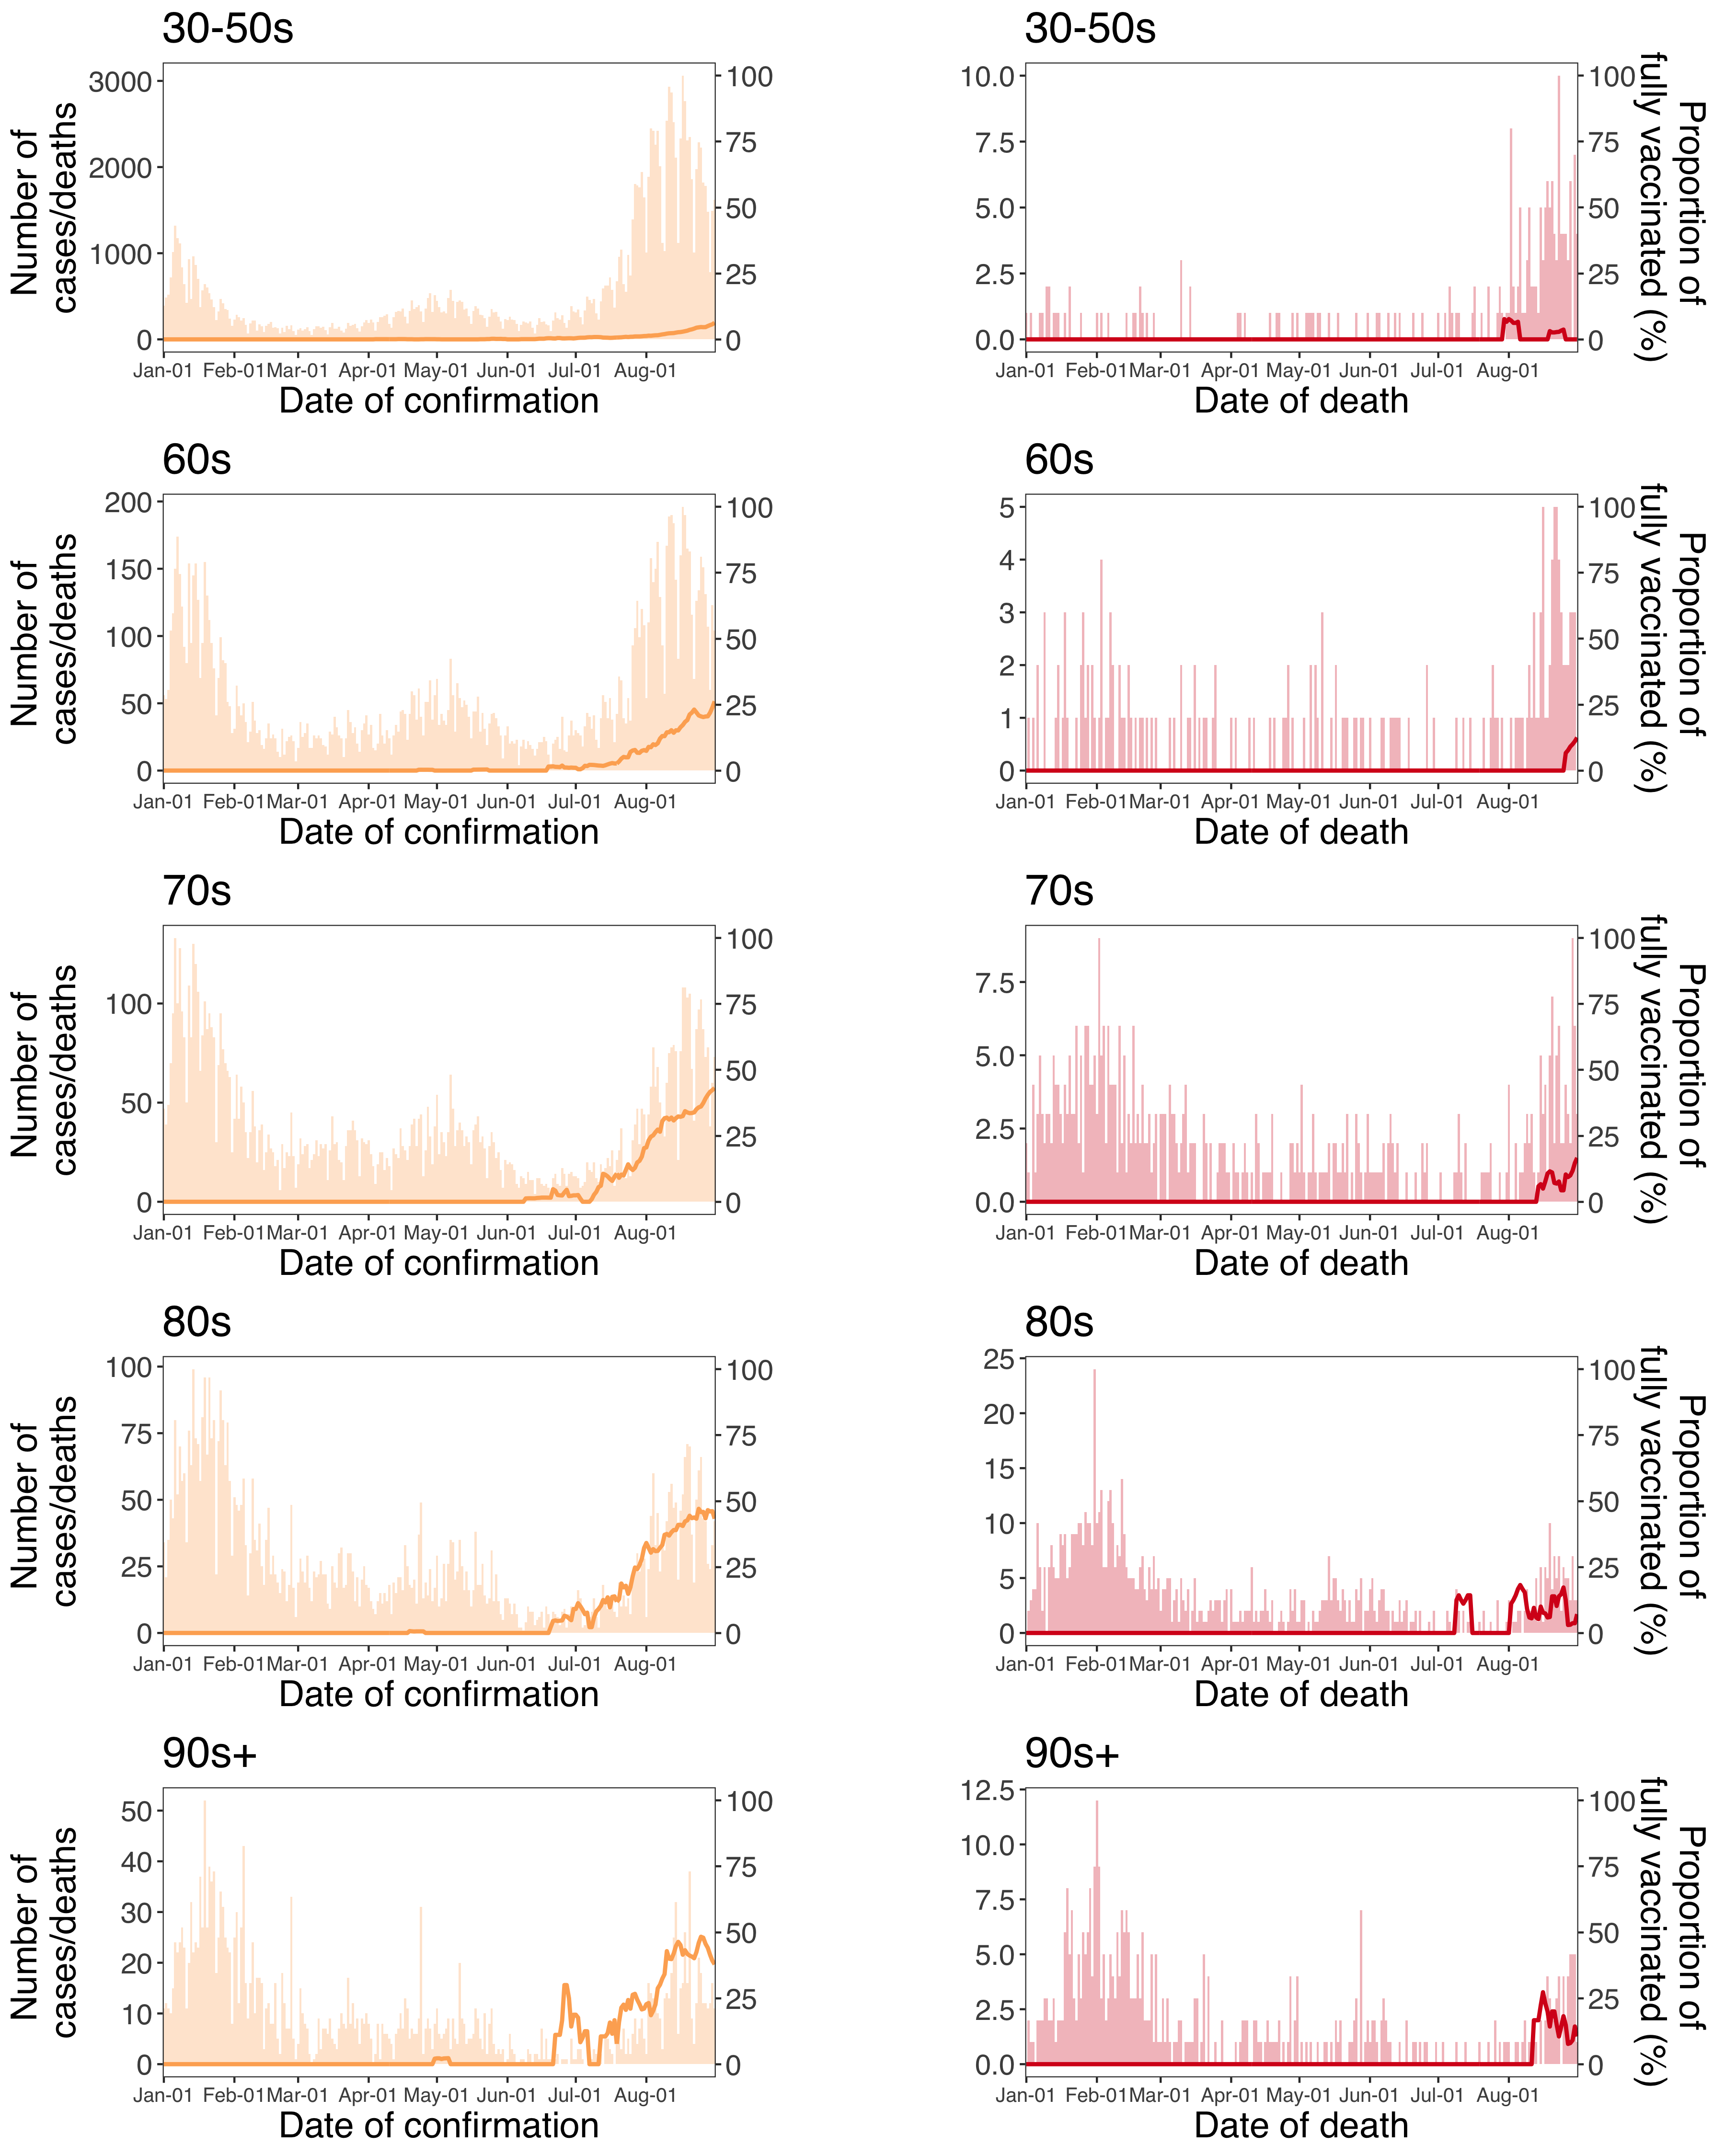 30-50s
30-50s
Number of
cases/deaths
3000
2000
1000
0
100
75
50
25
0
Jan-01 Feb-01 Mar-01 Apr-01 May-01 Jun-01 Jul-01 Aug-01
Date of confirmation
10.0
7.5
5.0
2.5
0.0
100
75
50
25
0
Proportion of
fully vaccinated (%)
Jan-01 Feb-01 Mar-01 Apr-01 May-01 Jun-01 Jul-01 Aug-01
Date of death
60s
60s
Number of
cases/deaths
200
150
100
50
0
100
75
50
25
0
Jan-01 Feb-01 Mar-01 Apr-01 May-01 Jun-01 Jul-01 Aug-01
Date of confirmation
5
4
3
2
1
0
100
75
50
25
0
Proportion of
fully vaccinated (%)
Jan-01 Feb-01 Mar-01 Apr-01 May-01 Jun-01 Jul-01 Aug-01
Date of death
70s
70s
Number of
cases/deaths
100
50
0
100
75
50
25
0
Jan-01 Feb-01 Mar-01 Apr-01 May-01 Jun-01 Jul-01 Aug-01
Date of confirmation
7.5
5.0
2.5
0.0
100
75
50
25
0
Proportion of
fully vaccinated (%)
Jan-01 Feb-01 Mar-01 Apr-01 May-01 Jun-01 Jul-01 Aug-01
Date of death
80s
80s
Number of
cases/deaths
100
75
50
25
0
100
75
50
25
0
Jan-01 Feb-01 Mar-01 Apr-01 May-01 Jun-01 Jul-01 Aug-01
Date of confirmation
25
20
15
10
5
0
100
75
50
25
0
Proportion of
fully vaccinated (%)
Jan-01 Feb-01 Mar-01 Apr-01 May-01 Jun-01 Jul-01 Aug-01
Date of death
90s+
90s+
Number of
cases/deaths
50
40
30
20
10
0
100
75
50
25
0
Jan-01 Feb-01 Mar-01 Apr-01 May-01 Jun-01 Jul-01 Aug-01
Date of confirmation
12.5
10.0
7.5
5.0
2.5
0.0
100
75
50
25
0
Proportion of
fully vaccinated (%)
Jan-01 Feb-01 Mar-01 Apr-01 May-01 Jun-01 Jul-01 Aug-01
Date of death